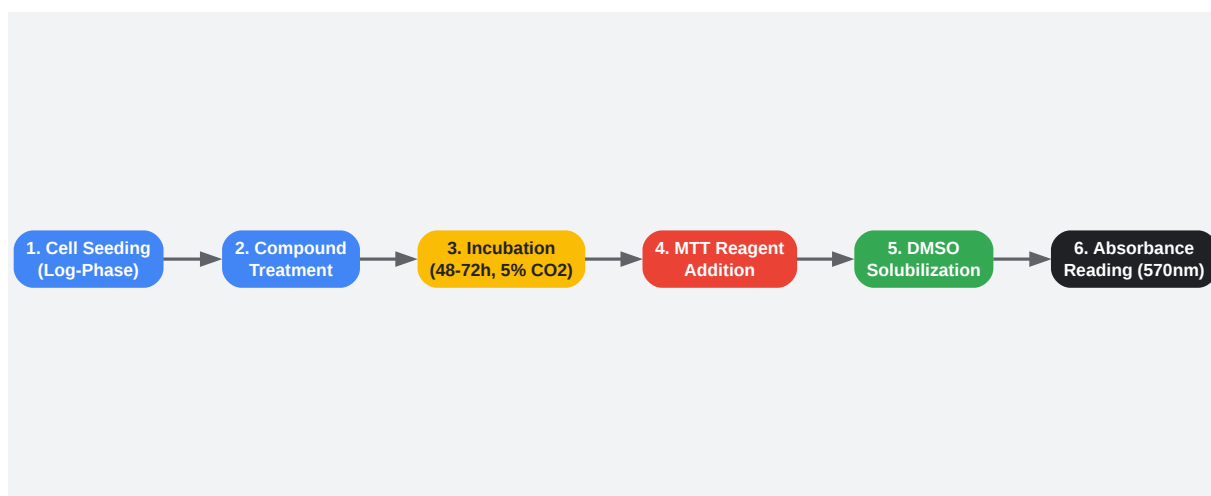 1. Cell Seeding
(Log-Phase)
2. Compound
Treatment
3. Incubation
(48-72h, 5% CO2)
4. MTT Reagent
Addition
5. DMSO
Solubilization
6. Absorbance
Reading (570nm)